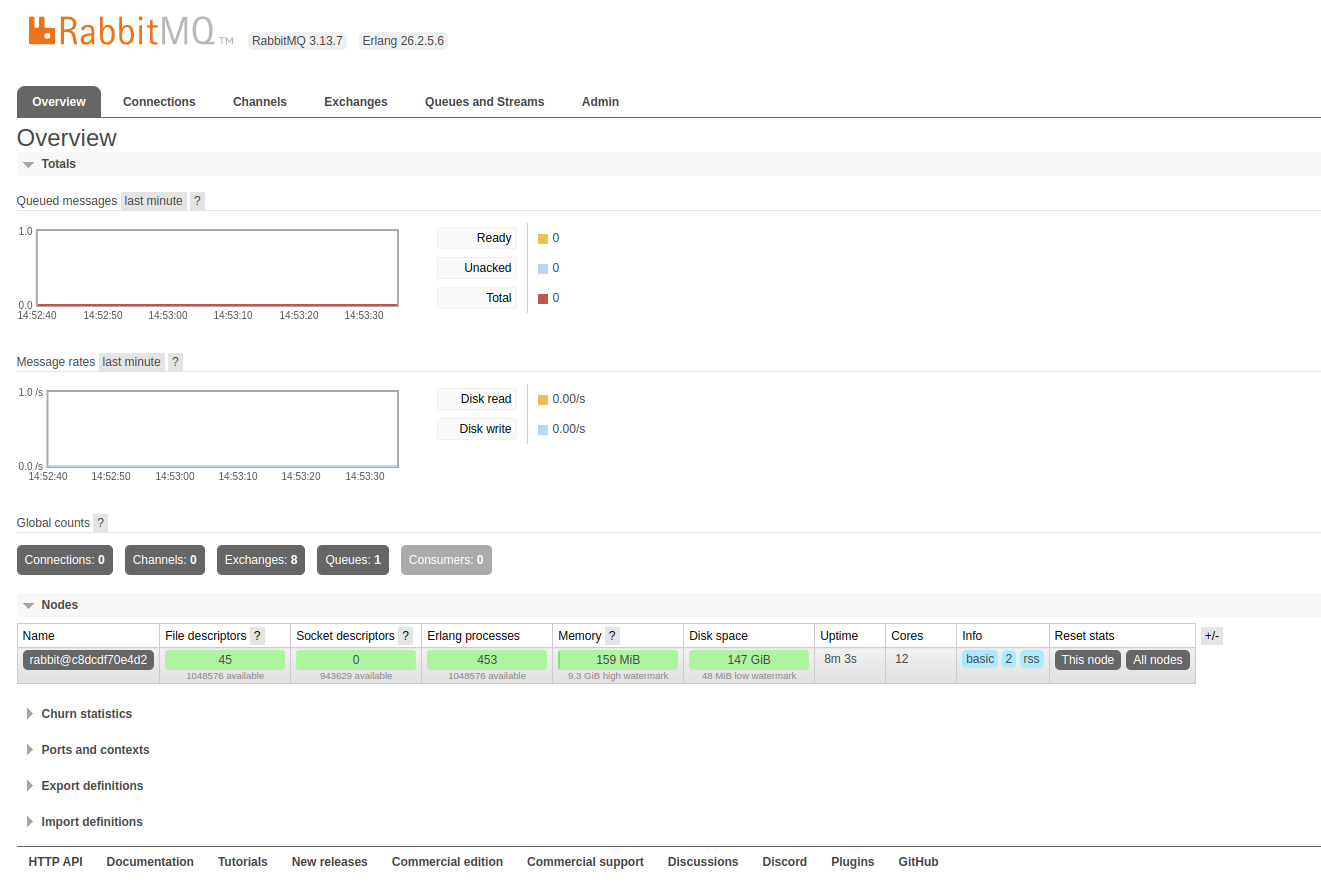 RabbitMQ TM RabbitMQ 3.13.7 Erlang 26.2.5.6
Overview Connections Channels Exchanges Queues and Streams Admin
Overview
Totals
Queued messages last minute ?
1.0
0.0
14:52:40 14:52:50 14:53:00 14:53:10 14:53:20 14:53:30
Ready 0
Unacked 0
Total 0
Message rates last minute ?
1.0 /s
0.0 /s
14:52:40 14:52:50 14:53:00 14:53:10 14:53:20 14:53:30
Disk read 0.00/s
Disk write 0.00/s
Global counts ?
Connections: 0 Channels: 0 Exchanges: 8 Queues: 1 Consumers: 0
Nodes
Name File descriptors ? Socket descriptors ? Erlang processes Memory ? Disk space Uptime Cores Info Reset stats +/-
rabbit@c8dcdf70e4d2 45 0 453 159 MiB 147 GiB 8m 3s 12 basic 2 rss This node All nodes
1048576 available 943629 available 1048576 available 9.3 GiB high watermark 48 MiB low watermark
Churn statistics
Ports and contexts
Export definitions
Import definitions
HTTP API Documentation Tutorials New releases Commercial edition Commercial support Discussions Discord Plugins GitHub